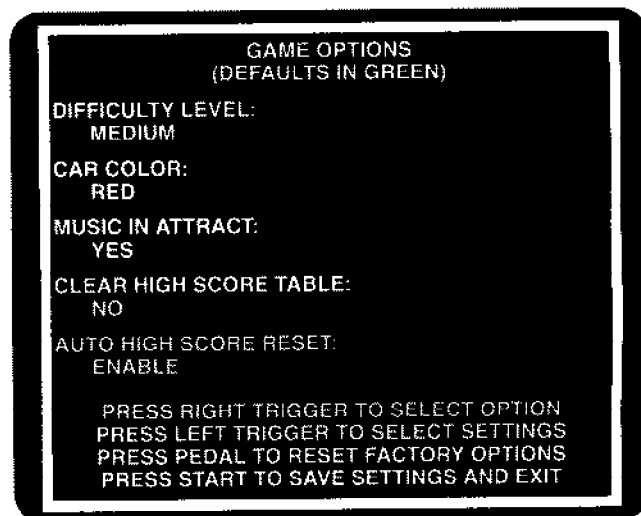 GAME OPTIONS
(DEFAULTS IN GREEN)
DIFFICULTY LEVEL:
MEDIUM
CAR COLOR:
RED
MUSIC IN ATTRACT:
YES
CLEAR HIGH SCORE TABLE:
NO
AUTO HIGH SCORE RESET:
ENABLE
PRESS RIGHT TRIGGER TO SELECT OPTION
PRESS LEFT TRIGGER TO SELECT SETTINGS
PRESS PEDAL TO RESET FACTORY OPTIONS
PRESS START TO SAVE SETTINGS AND EXIT